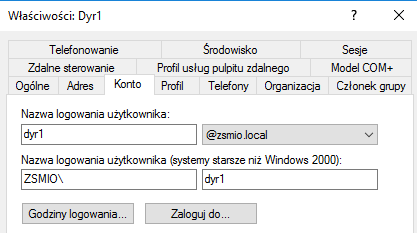 Właściwości: Dyr1
Telefonowanie Środowisko Sesje
Zdalne sterowanie Profil usług pulpitu zdalnego Model COM+
Ogólne Adres Konto Profil Telefony Organizacja Członek grupy
Nazwa logowania użytkownika:
dyr1 @zsmio.local
Nazwa logowania użytkownika (systemy starsze niż Windows 2000):
ZSMIO\ dyr1
Godziny logowania... Zaloguj do...